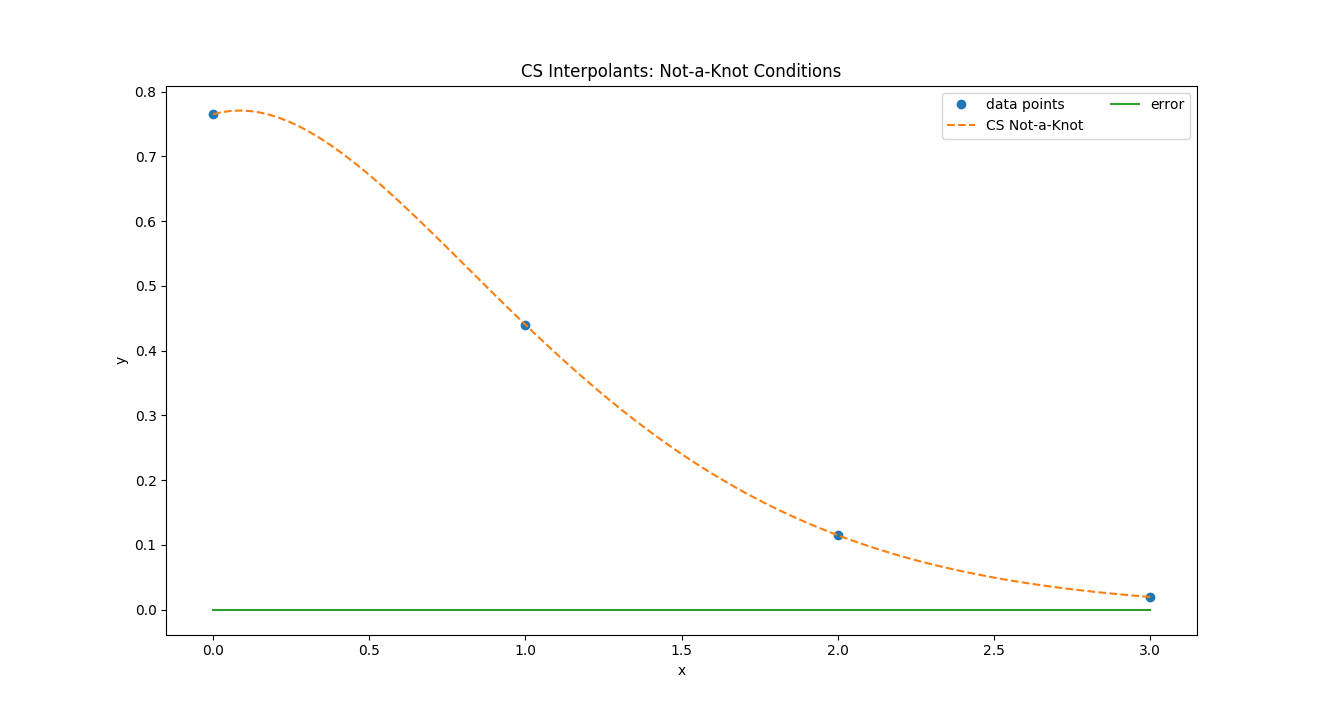 CS Interpolants: Not-a-Knot Conditions
data points
CS Not-a-Knot
error
0.8
0.7
0.6
0.5
0.4
0.3
0.2
0.1
0.0
y
0.0 0.5 1.0 1.5 2.0 2.5 3.0
x